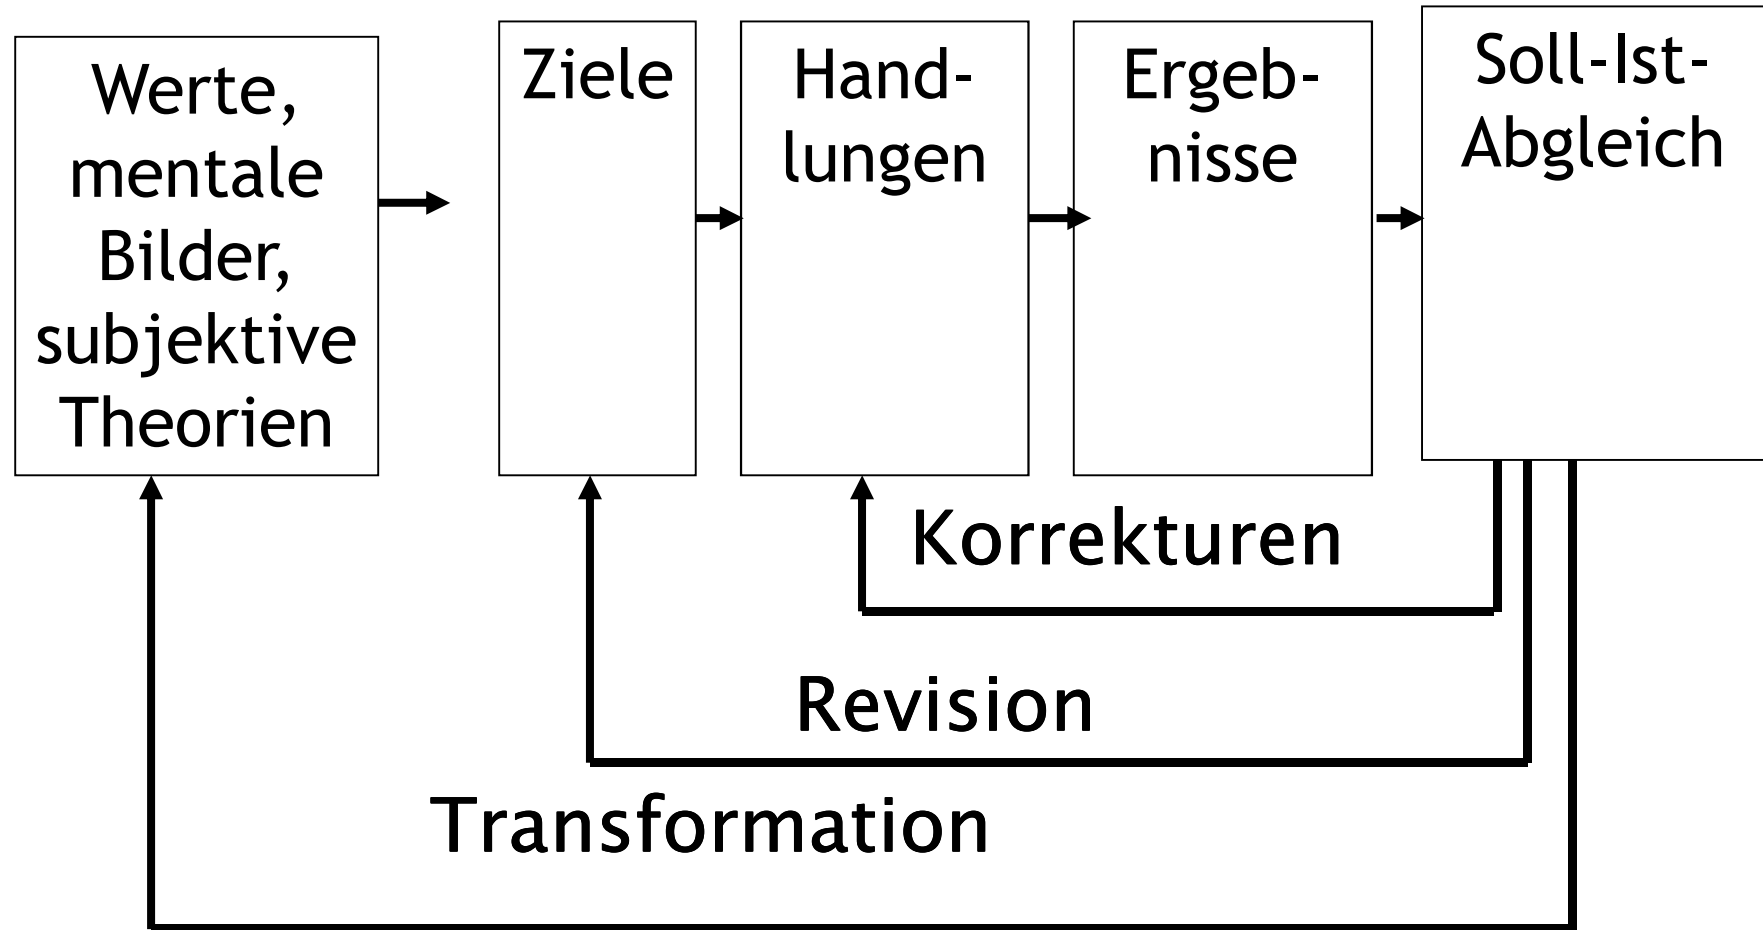 Werte,
mentale
Bilder,
subjektive
Theorien
Ziele
Hand-
lungen
Ergeb-
nisse
Soll-Ist-
Abgleich
Korrekturen
Revision
Transformation